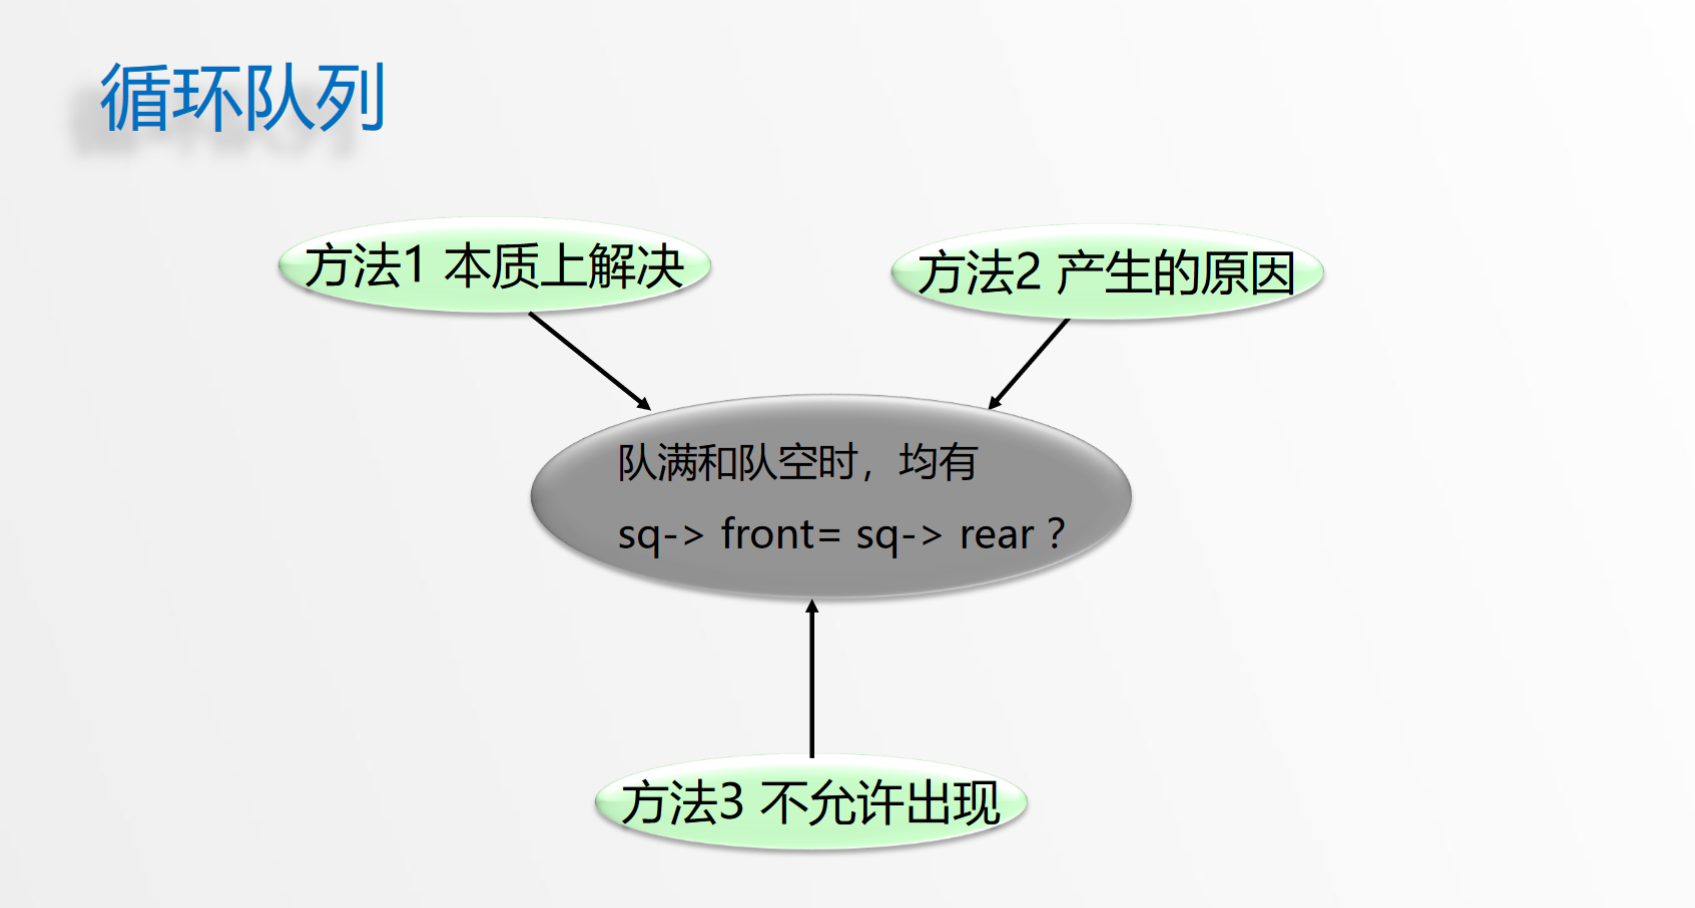 循环队列
方法1 本质上解决
方法2 产生的原因
队满和队空时，均有
sq-> front= sq-> rear ?
方法3 不允许出现